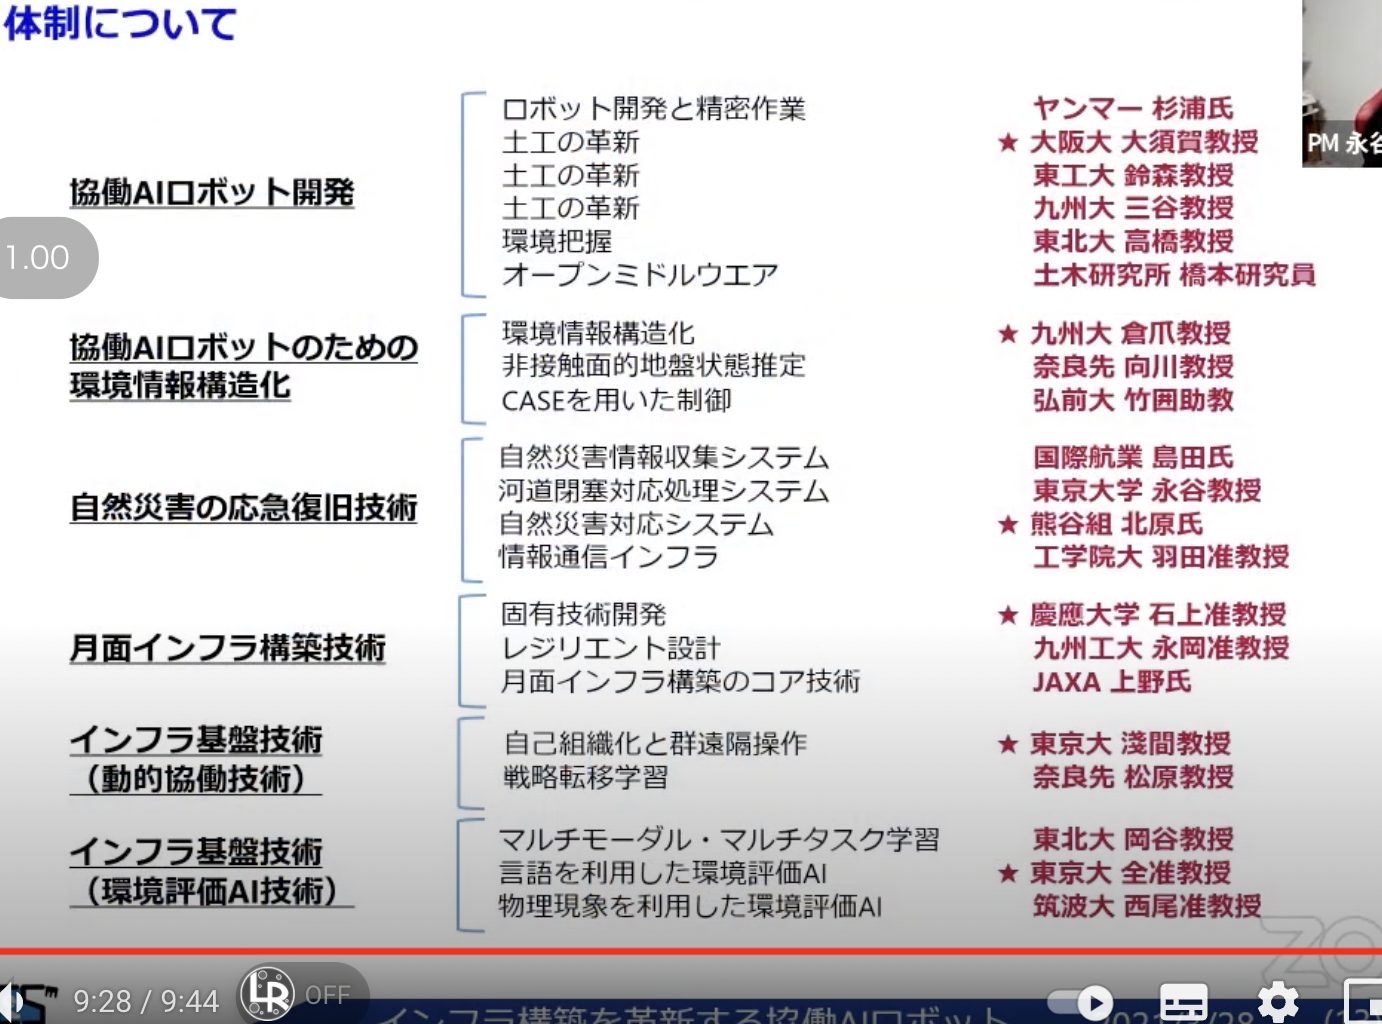 体制について
PM 永谷
協働AIロボット開発
ロボット開発と精密作業 ヤンマー 杉浦氏
土工の革新 ★ 大阪大 大須賀教授
土工の革新 東工大 鈴森教授
土工の革新 九州大 三谷教授
環境把握 東北大 高橋教授
オープンミドルウエア 土木研究所 橋本研究員
1.00
協働AIロボットのための
環境情報構造化
環境情報構造化 ★ 九州大 倉爪教授
非接触面的地盤状態推定 奈良先 向川教授
CASEを用いた制御 弘前大 竹囲助教
自然災害の応急復旧技術
自然災害情報収集システム 国際航業 島田氏
河道閉塞対応処理システム 東京大学 永谷教授
自然災害対応システム ★ 熊谷組 北原氏
情報通信インフラ 工学院大 羽田准教授
月面インフラ構築技術
固有技術開発 ★ 慶應大学 石上准教授
レジリエント設計 九州工大 永岡准教授
月面インフラ構築のコア技術 JAXA 上野氏
インフラ基盤技術
（動的協働技術）
自己組織化と群遠隔操作 ★ 東京大 淺間教授
戦略転移学習 奈良先 松原教授
インフラ基盤技術
（環境評価AI技術）
マルチモーダル・マルチタスク学習 東北大 岡谷教授
言語を利用した環境評価AI ★ 東京大 全准教授
物理現象を利用した環境評価AI 筑波大 西尾准教授
zo
9:28 / 9:44 LR OFF
インフラ構築を革新する協働AIロボット